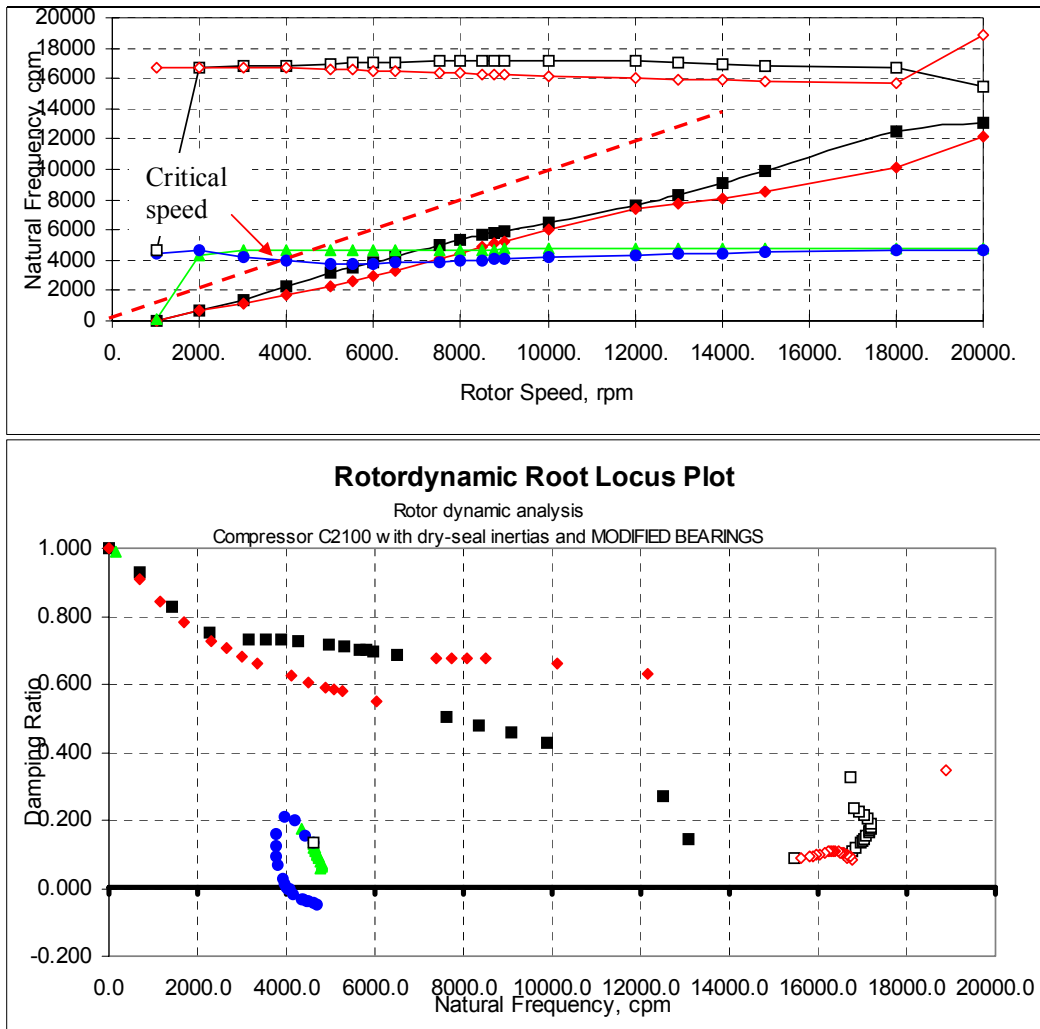 20000
18000
16000
14000
12000
10000
8000
6000
4000
2000
0
Natural Frequency, cpm
Critical
speed
0. 2000. 4000. 6000. 8000. 10000. 12000. 14000. 16000. 18000. 20000.
Rotor Speed, rpm
Rotordynamic Root Locus Plot
Rotor dynamic analysis
Compressor C2100 with dry-seal inertias and MODIFIED BEARINGS
1.000
0.800
0.600
0.400
0.200
0.000
-0.200
Damping Ratio
0. 2000.0 4000.0 6000.0 8000.0 10000. 12000. 14000. 16000. 18000. 20000.
0 0 0 0 0 0
Natural Frequency, cpm